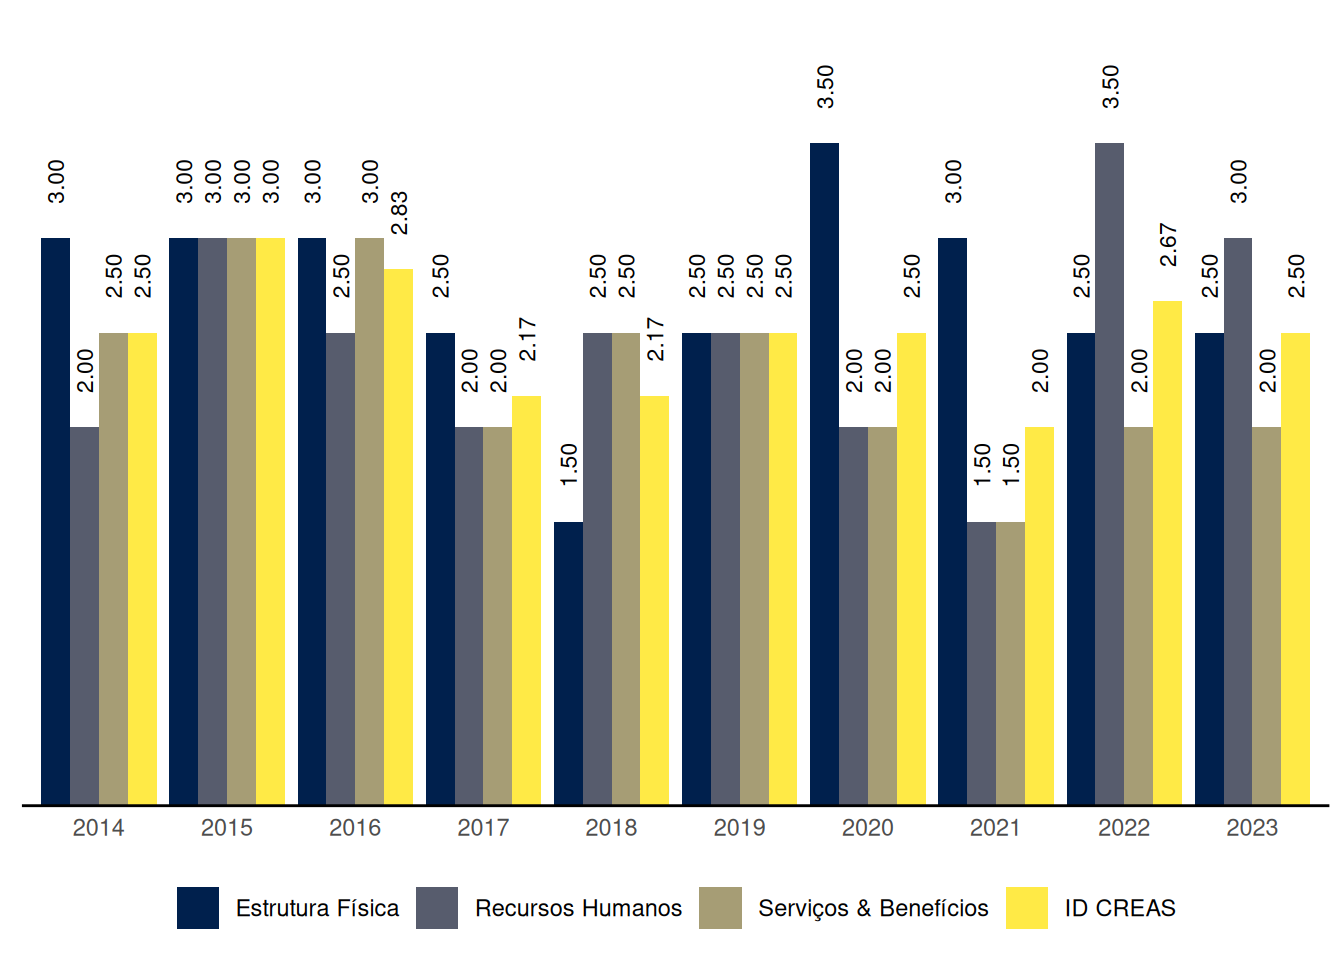 3.00 2.00 2.50 2.50 3.00 3.00 3.00 3.00 3.00 2.50 3.00 2.83 2.50 2.00 2.00 2.17 1.50 2.50 2.50 2.17 2.50 2.50 2.50 2.50 3.50 2.00 2.00 2.50 3.00 1.50 1.50 2.00 2.50 3.50 2.00 2.67 2.50 3.00 2.00 2.50
2014 2015 2016 2017 2018 2019 2020 2021 2022 2023
Estrutura Física Recursos Humanos Serviços & Benefícios ID CREAS